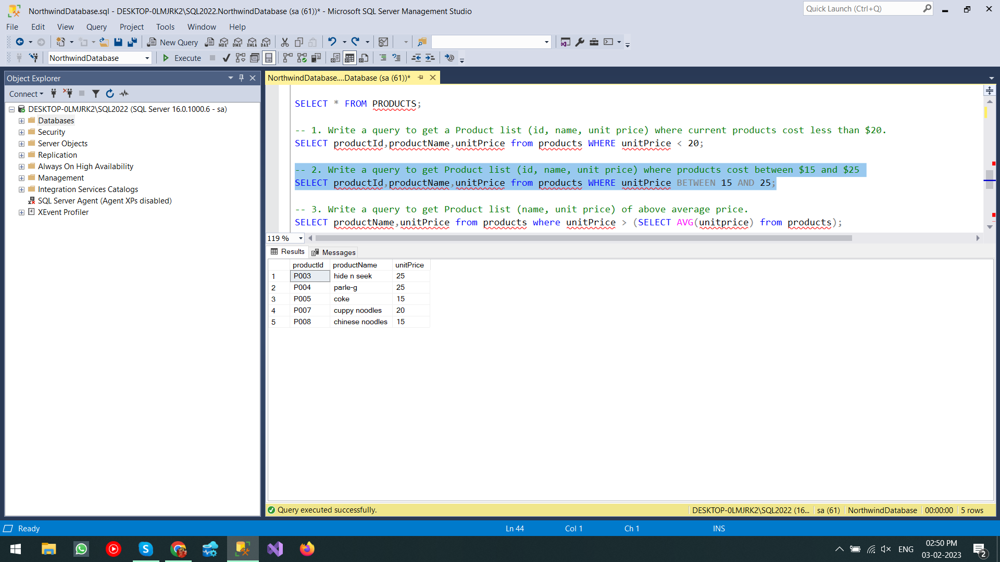 NorthwindDatabase.sql - DESKTOP-0LMJRK2\SQL2022.NorthwindDatabase (sa (61))* - Microsoft SQL Server Management Studio
Quick Launch (Ctrl+Q)
File Edit View Query Project Tools Window Help
New Query MDX DMX XMLA DAX
NorthwindDatabase Execute
Object Explorer
Connect
DESKTOP-0LMJRK2\SQL2022 (SQL Server 16.0.1000.6 - sa)
Databases
Security
Server Objects
Replication
Always On High Availability
Management
Integration Services Catalogs
SQL Server Agent (Agent XPs disabled)
XEvent Profiler
NorthwindDatabase....Database (sa (61))*
SELECT * FROM PRODUCTS;
-- 1. Write a query to get a Product list (id, name, unit price) where current products cost less than $20.
SELECT productId,productName,unitPrice from products WHERE unitPrice < 20;
-- 2. Write a query to get Product list (id, name, unit price) where products cost between $15 and $25
SELECT productId,productName,unitPrice from products WHERE unitPrice BETWEEN 15 AND 25;
-- 3. Write a query to get Product list (name, unit price) of above average price.
SELECT productName,unitPrice from products where unitPrice > (SELECT AVG(unitprice) from products);
119 %
Results Messages
productId productName unitPrice
1 P003 hide n seek 25
2 P004 parle-g 25
3 P005 coke 15
4 P007 cuppy noodles 20
5 P008 chinese noodles 15
Query executed successfully. DESKTOP-0LMJRK2\SQL2022 (16... sa (61) NorthwindDatabase 00:00:00 5 rows
Ready Ln 44 Col 1 Ch 1 INS
ENG 02:50 PM
03-02-2023
2